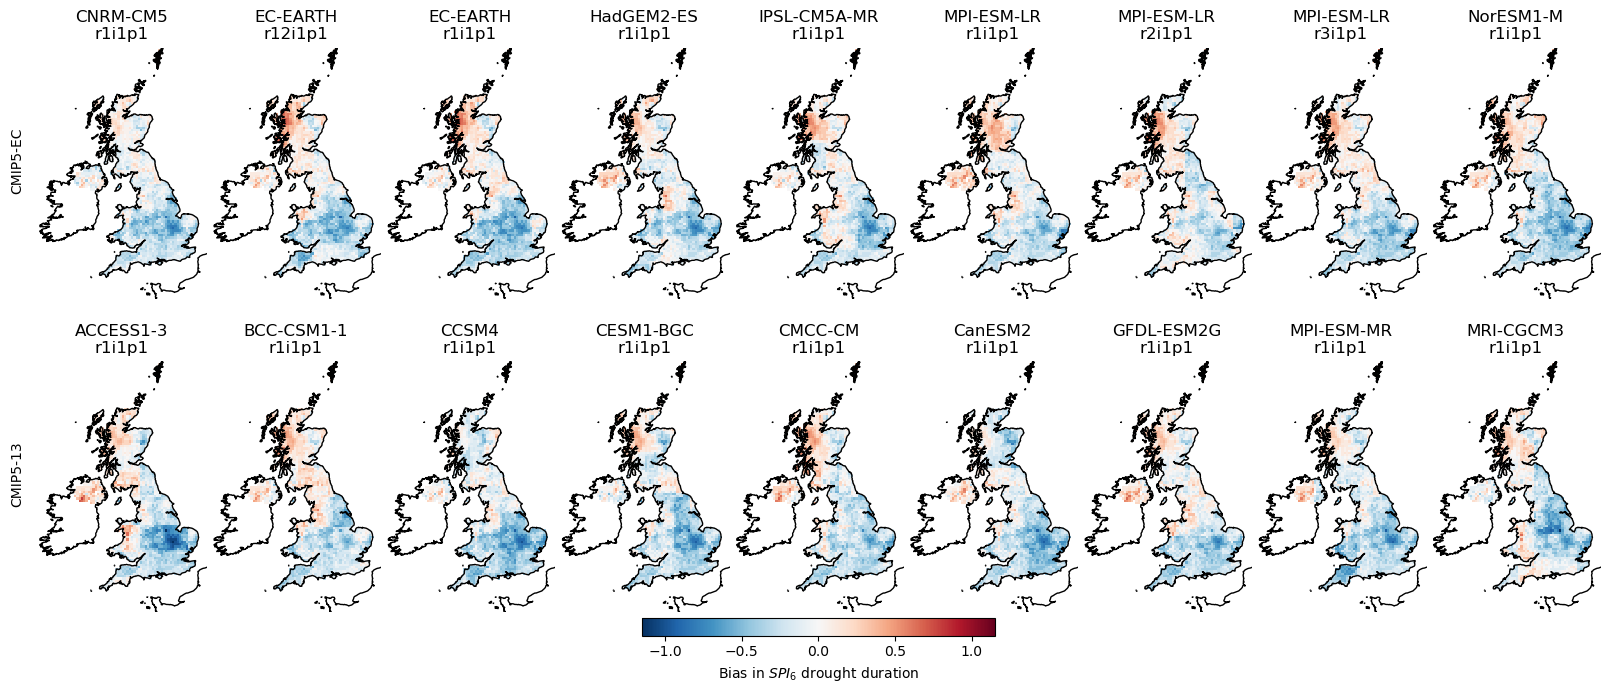 CNRM-CM5
r1i1p1
EC-EARTH
r12i1p1
EC-EARTH
r1i1p1
HadGEM2-ES
r1i1p1
IPSL-CM5A-MR
r1i1p1
MPI-ESM-LR
r1i1p1
MPI-ESM-LR
r2i1p1
MPI-ESM-LR
r3i1p1
NorESM1-M
r1i1p1
CMIP5-EC
ACCESS1-3
r1i1p1
BCC-CSM1-1
r1i1p1
CCSM4
r1i1p1
CESM1-BGC
r1i1p1
CMCC-CM
r1i1p1
CanESM2
r1i1p1
GFDL-ESM2G
r1i1p1
MPI-ESM-MR
r1i1p1
MRI-CGCM3
r1i1p1
CMIP5-13
−1.0 −0.5 0.0 0.5 1.0
Bias in SPI₆ drought duration